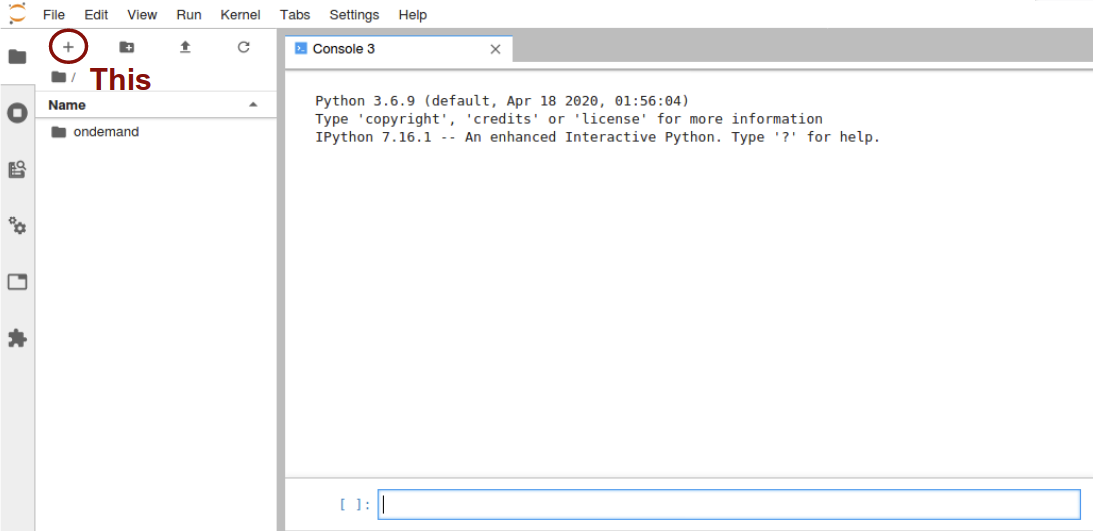 File Edit View Run Kernel Tabs Settings Help
/
This
Name
ondemand
Console 3
Python 3.6.9 (default, Apr 18 2020, 01:56:04)
Type 'copyright', 'credits' or 'license' for more information
IPython 7.16.1 -- An enhanced Interactive Python. Type '?' for help.
[ ]: